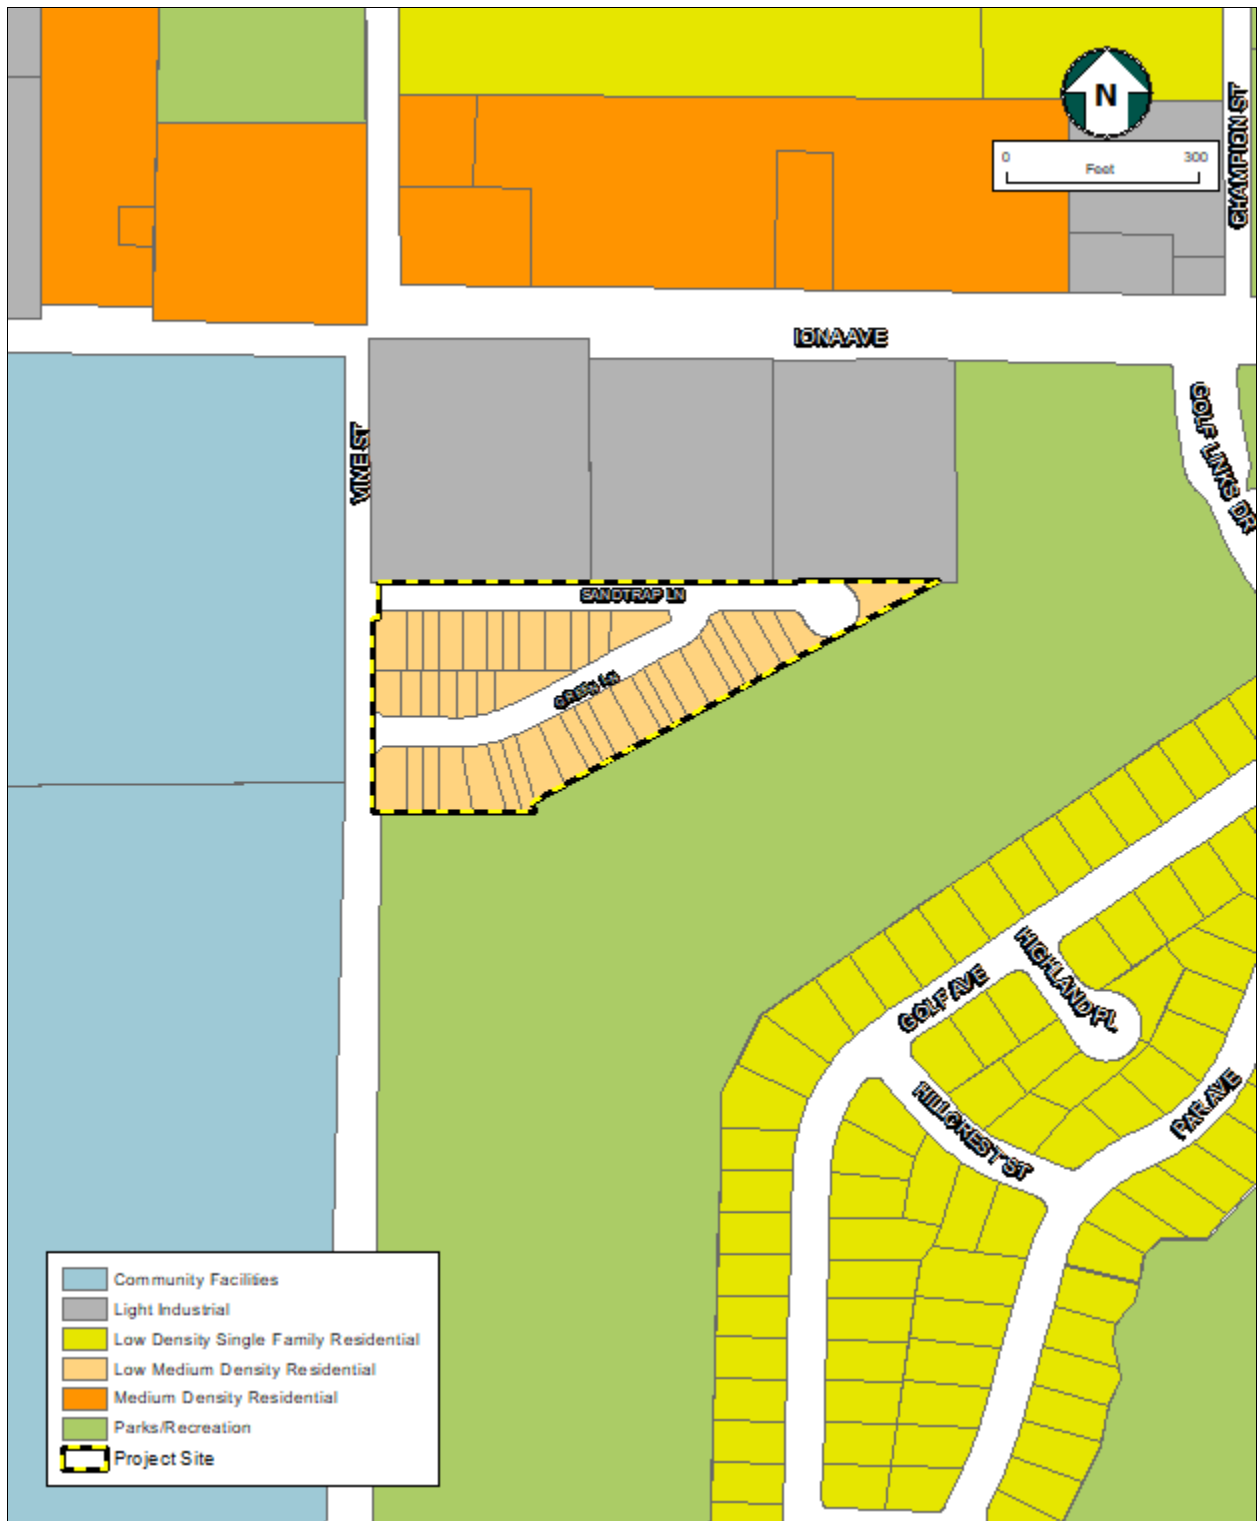 N
CHAMPION ST
0 300
Feet
IONA AVE
GOLF LINKS DR
VINE ST
SANDTRAP LN
GREEN LN
HIGHLAND PL
GOLF AVE
PAR AVE
HILLCREST ST
Community Facilities
Light Industrial
Low Density Single Family Residential
Low Medium Density Residential
Medium Density Residential
Parks/Recreation
Project Site